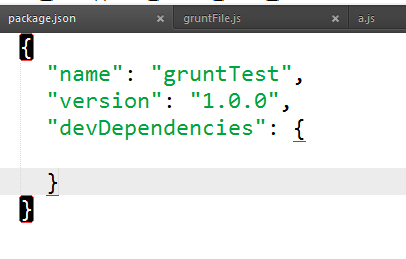 package.json × gruntFile.js × a.js
{
"name": "gruntTest",
"version": "1.0.0",
"devDependencies": {
}
}